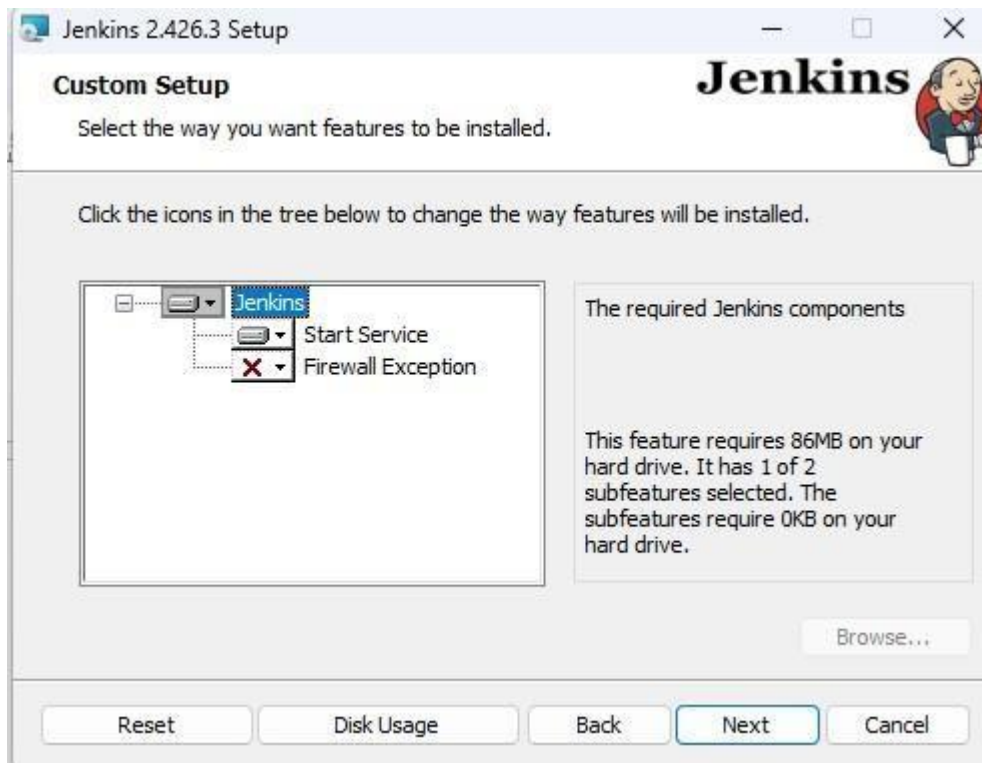 Jenkins 2.426.3 Setup
Custom Setup
Jenkins
Select the way you want features to be installed.
Click the icons in the tree below to change the way features will be installed.
Jenkins
Start Service
Firewall Exception
The required Jenkins components
This feature requires 86MB on your
hard drive. It has 1 of 2
subfeatures selected. The
subfeatures require 0KB on your
hard drive.
Browse...
Reset
Disk Usage
Back
Next
Cancel